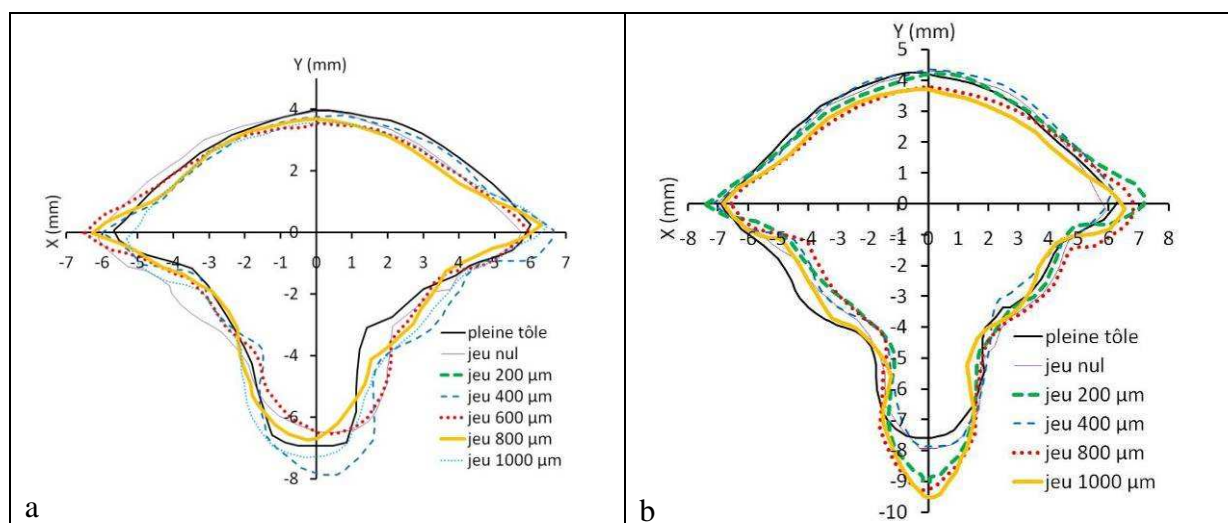 Y (mm)
4
2
0
-2
-4
-6
-8
X (mm)
-7 -6 -5 -4 -3 -2 -1 0 1 2 3 4 5 6 7
pleine tôle
jeu nul
jeu 200 µm
jeu 400 µm
jeu 600 µm
jeu 800 µm
jeu 1000 µm
a
Y (mm)
5
4
3
2
1
0
-1
-2
-3
-4
-5
-6
-7
-8
-9
-10
X (mm)
-8 -7 -6 -5 -4 -3 -2 -1 0 1 2 3 4 5 6 7 8
pleine tôle
jeu nul
jeu 200 µm
jeu 400 µm
jeu 800 µm
jeu 1000 µm
b